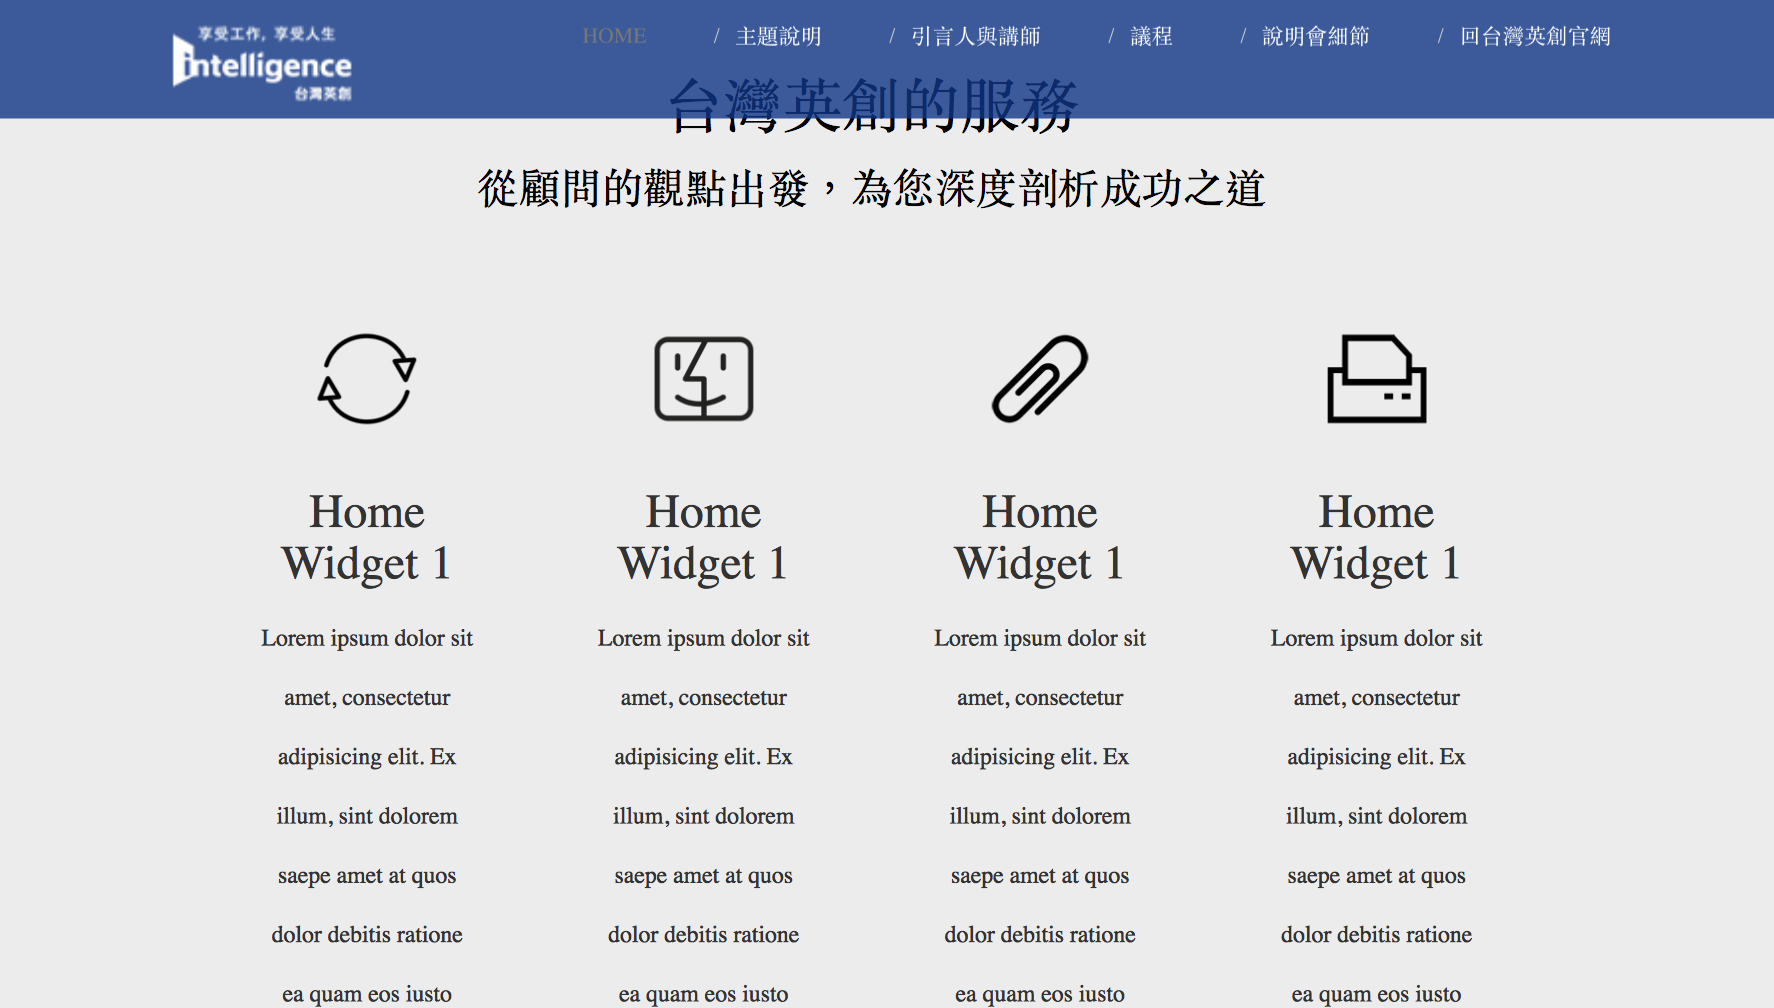 享受工作, 享受人生
intelligence
台灣英創
HOME / 主題說明 / 引言人與講師 / 議程 / 說明會細節 / 回台灣英創官網
台灣英創的服務
從顧問的觀點出發，為您深度剖析成功之道
Home
Widget 1
Lorem ipsum dolor sit
amet, consectetur
adipisicing elit. Ex
illum, sint dolorem
saepe amet at quos
dolor debitis ratione
ea quam eos iusto
Home
Widget 1
Lorem ipsum dolor sit
amet, consectetur
adipisicing elit. Ex
illum, sint dolorem
saepe amet at quos
dolor debitis ratione
ea quam eos iusto
Home
Widget 1
Lorem ipsum dolor sit
amet, consectetur
adipisicing elit. Ex
illum, sint dolorem
saepe amet at quos
dolor debitis ratione
ea quam eos iusto
Home
Widget 1
Lorem ipsum dolor sit
amet, consectetur
adipisicing elit. Ex
illum, sint dolorem
saepe amet at quos
dolor debitis ratione
ea quam eos iusto